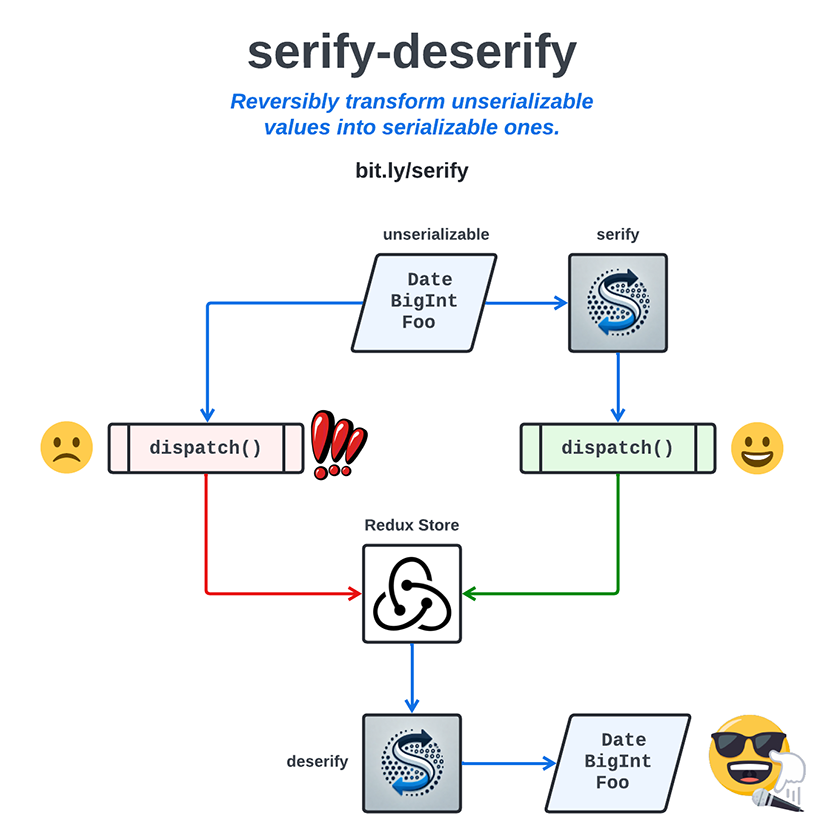 serify-deserify
Reversibly transform unserializable
values into serializable ones.
bit.ly/serify
unserializable
serify
Date
BigInt
Foo
dispatch()
dispatch()
Redux Store
deserify
Date
BigInt
Foo